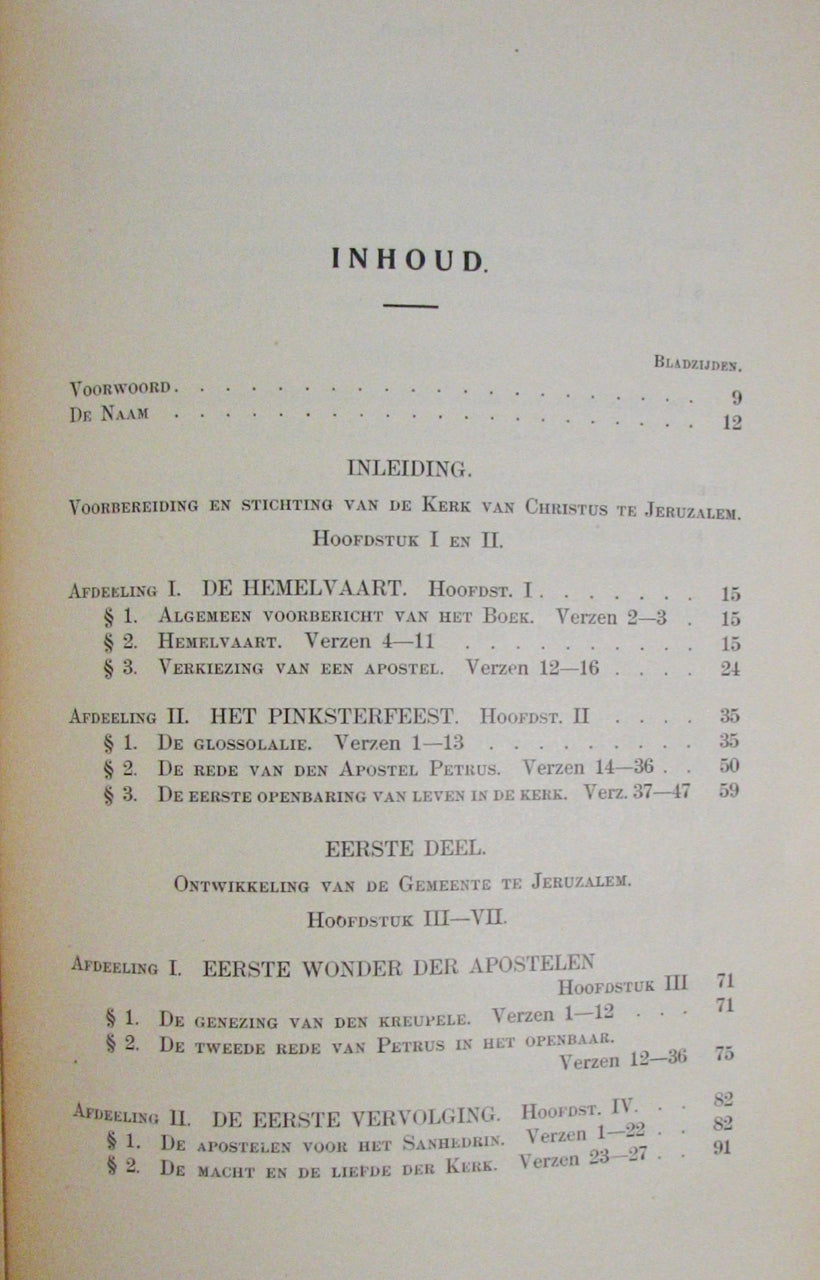 INHOUD.
BLADZIJDEN.
VOORWOORD. . . . . . . . . . . . . . . . . . . . . 9
DE NAAM . . . . . . . . . . . . . . . . . . . . . 12
INLEIDING.
VOORBEREIDING EN STICHTING VAN DE KERK VAN CHRISTUS TE JERUZALEM.
HOOFDSTUK I EN II.
AFDEELING I. DE HEMELVAART. HOOFDST. I . . . . . . . 15
§ 1. ALGEMEEN VOORBERICHT VAN HET BOEK. Verzen 2—3 . 15
§ 2. HEMELVAART. Verzen 4—11 . . . . . . . . . . 15
§ 3. VERKIEZING VAN EEN APOSTEL. Verzen 12—16 . . . . 24
AFDEELING II. HET PINKSTERFEEST. HOOFDST. II . . . . 35
§ 1. DE GLOSSOLALIE. Verzen 1—13 . . . . . . . . . 35
§ 2. DE REDE VAN DEN APOSTEL PETRUS. Verzen 14—36 . . 50
§ 3. DE EERSTE OPENBARING VAN LEVEN IN DE KERK. Verz. 37—47 59
EERSTE DEEL.
ONTWIKKELING VAN DE GEMEENTE TE JERUZALEM.
HOOFDSTUK III—VII.
AFDEELING I. EERSTE WONDER DER APOSTELEN
HOOFDSTUK III 71
§ 1. DE GENEZING VAN DEN KREUPELE. Verzen 1—12 . . . 71
§ 2. DE TWEEDE REDE VAN PETRUS IN HET OPENBAAR.
Verzen 12—36 75
AFDEELING II. DE EERSTE VERVOLGING. HOOFDST. IV. . . 82
§ 1. DE APOSTELEN VOOR HET SANHEDRIN. Verzen 1—22 . . 82
§ 2. DE MACHT EN DE LIEFDE DER KERK. Verzen 23—27 . . 91